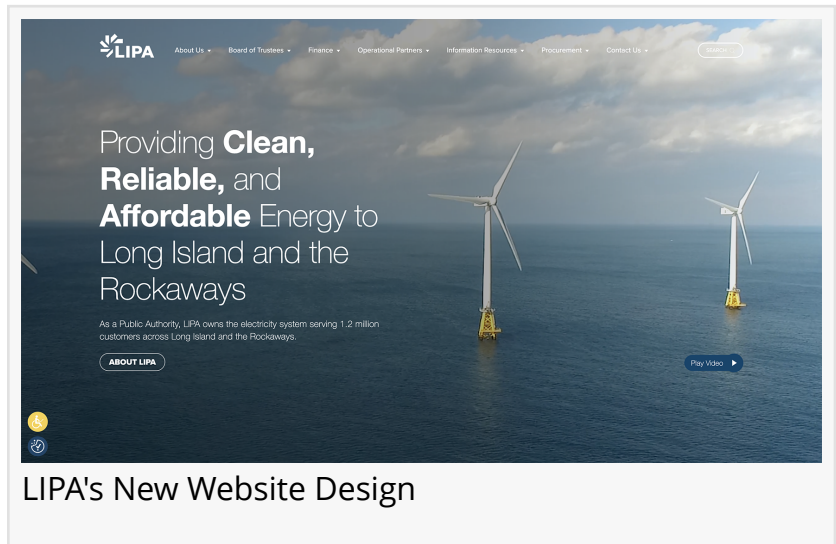 LIPA
About Us
Board of Trustees
Finance
Operational Partners
Information Resources
Procurement
Contact Us
SEARCH
Providing Clean,
Reliable, and
Affordable Energy to
Long Island and the
Rockaways
As a Public Authority, LIPA owns the electricity system serving 1.2 million
customers across Long Island and the Rockaways.
ABOUT LIPA
Play Video
LIPA's New Website Design